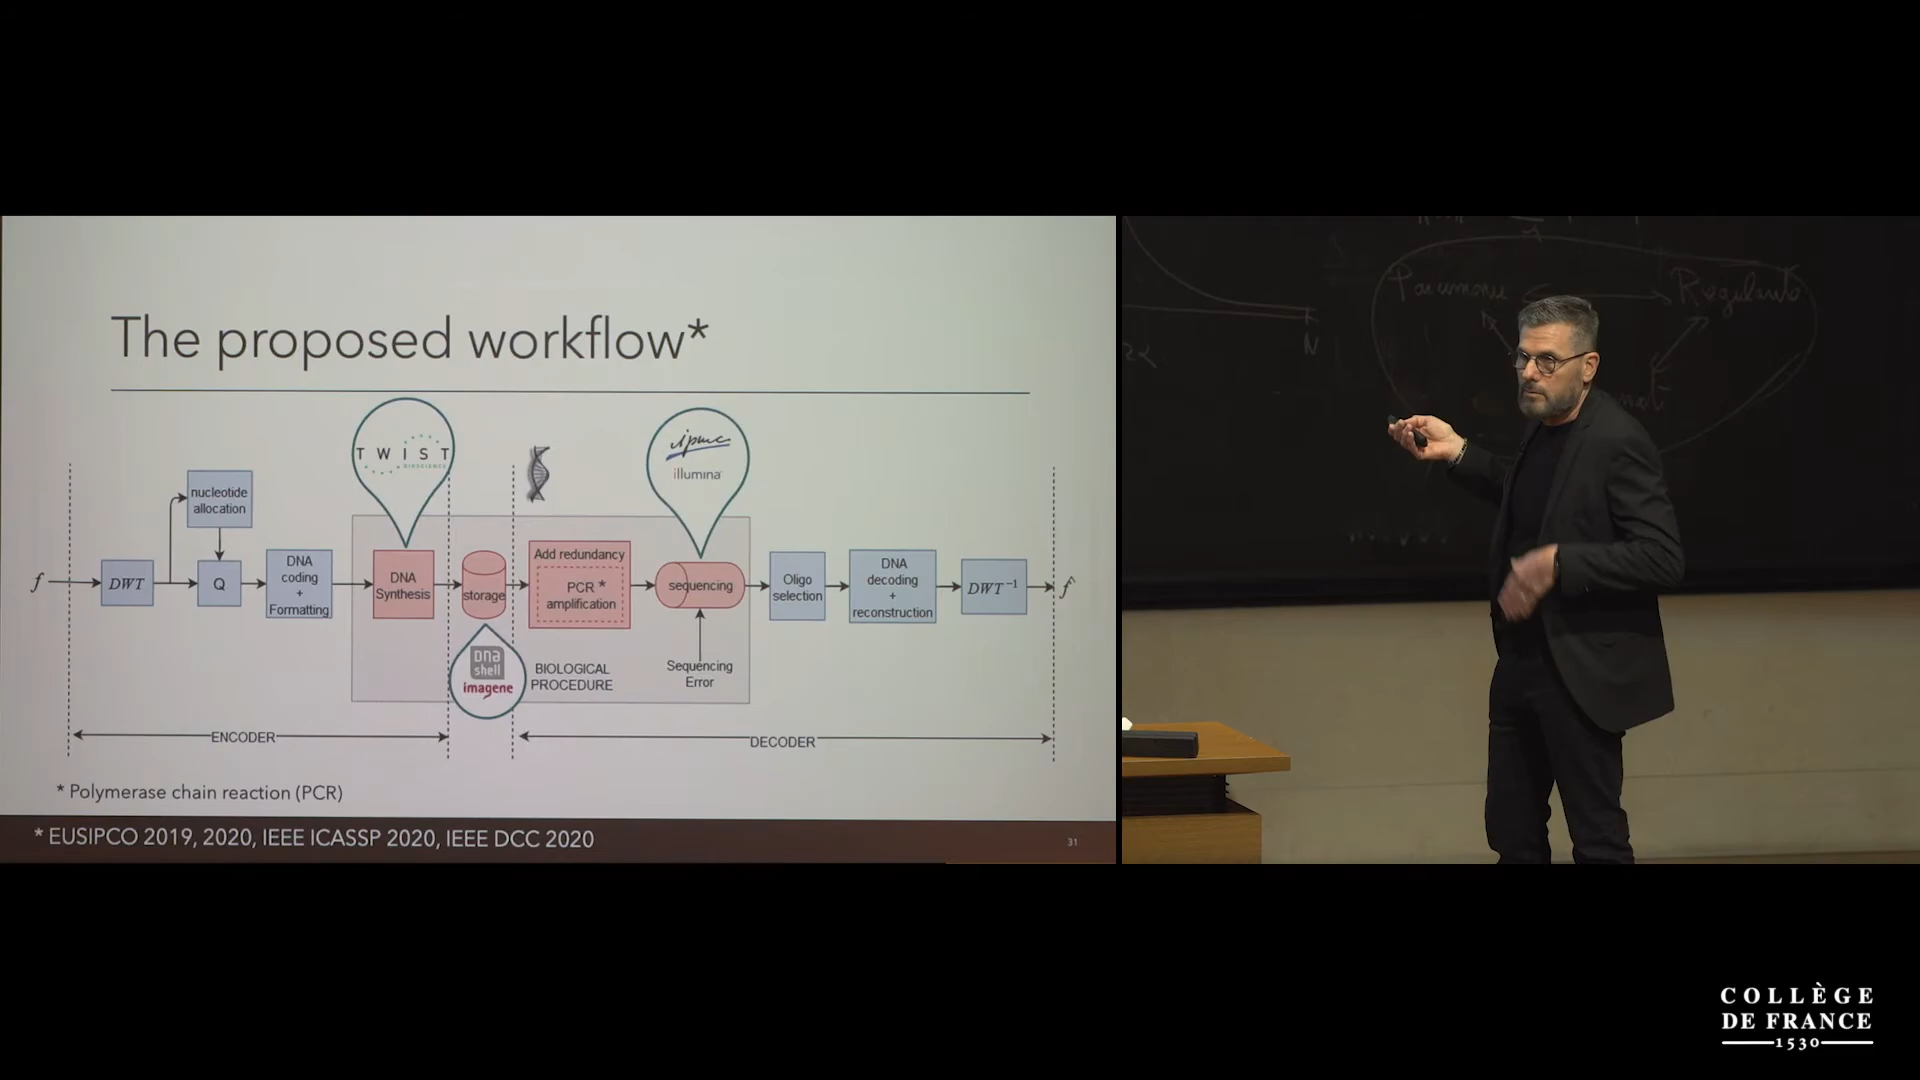 The proposed workflow*
TWIST
BIOSCIENCE
ipmc
illumina
nucleotide
allocation
f
DWT
Q
DNA
coding
+
Formatting
DNA
Synthesis
storage
Add redundancy
PCR *
amplification
sequencing
Oligo
selection
DNA
decoding
+
reconstruction
DWT⁻¹
f̂
DNA
shell
imagene
BIOLOGICAL
PROCEDURE
Sequencing
Error
ENCODER
DECODER
* Polymerase chain reaction (PCR)
* EUSIPCO 2019, 2020, IEEE ICASSP 2020, IEEE DCC 2020
31
Parcimonie
N
COLLÈGE
DE FRANCE
1530